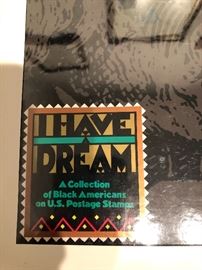 I HAVE
A
DREAM
A Collection
of Black Americans
on U.S. Postage Stamps